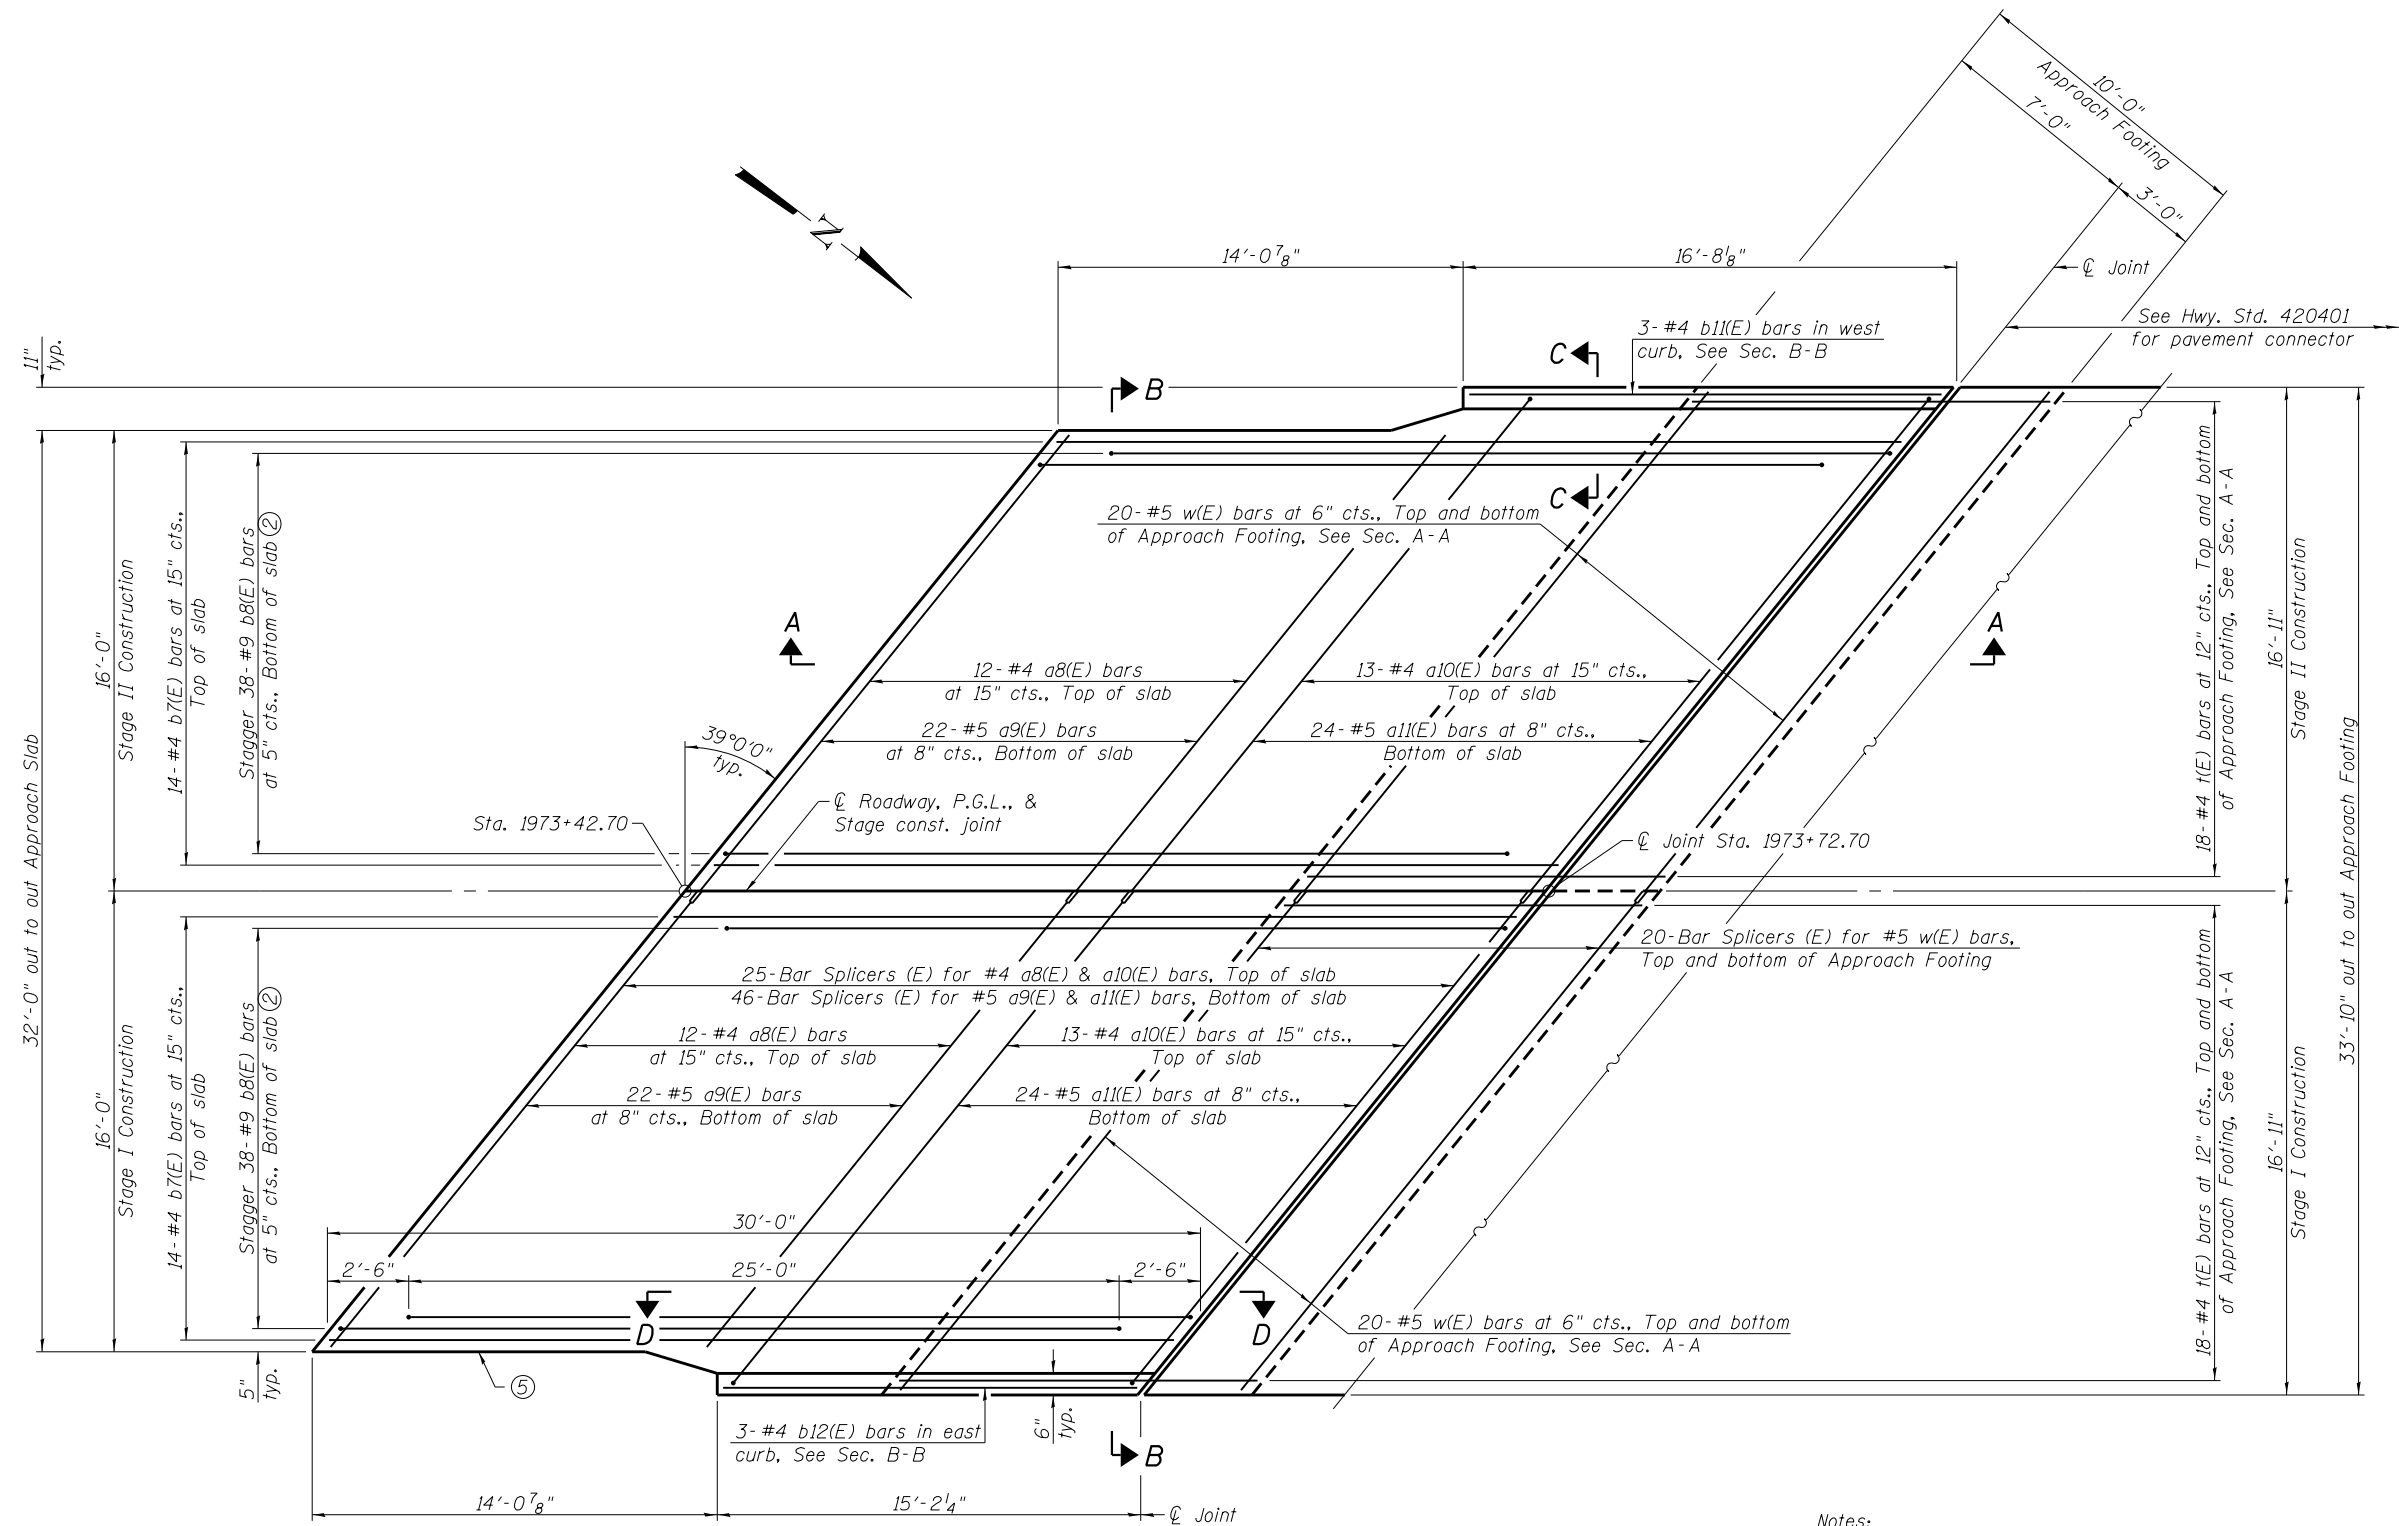 10'-0"
Approach Footing
7'-0"
3'-0"
N
14'-0⅞"
16'-8⅛"
℄ Joint
See Hwy. Std. 420401
for pavement connector
3-#4 b11(E) bars in west
curb, See Sec. B-B
11"
typ.
B
C
C
20-#5 w(E) bars at 6" cts., Top and bottom
of Approach Footing, See Sec. A-A
32'-0" out to out Approach Slab
16'-0"
Stage II Construction
14-#4 b7(E) bars at 15" cts.,
Top of slab
Stagger 38-#9 b8(E) bars
at 5" cts., Bottom of slab ②
18-#4 t(E) bars at 12" cts., Top and bottom
of Approach Footing, See Sec. A-A
16'-11"
Stage II Construction
33'-10" out to out Approach Footing
A
A
12-#4 a8(E) bars
at 15" cts., Top of slab
13-#4 a10(E) bars at 15" cts.,
Top of slab
22-#5 a9(E) bars
at 8" cts., Bottom of slab
24-#5 a11(E) bars at 8" cts.,
Bottom of slab
39°0'0"
typ.
℄ Roadway, P.G.L., &
Stage const. joint
Sta. 1973+42.70
℄ Joint Sta. 1973+72.70
20-Bar Splicers (E) for #5 w(E) bars,
Top and bottom of Approach Footing
25-Bar Splicers (E) for #4 a8(E) & a10(E) bars, Top of slab
46-Bar Splicers (E) for #5 a9(E) & a11(E) bars, Bottom of slab
16'-0"
Stage I Construction
14-#4 b7(E) bars at 15" cts.,
Top of slab
Stagger 38-#9 b8(E) bars
at 5" cts., Bottom of slab ②
12-#4 a8(E) bars
at 15" cts., Top of slab
13-#4 a10(E) bars at 15" cts.,
Top of slab
22-#5 a9(E) bars
at 8" cts., Bottom of slab
24-#5 a11(E) bars at 8" cts.,
Bottom of slab
18-#4 t(E) bars at 12" cts., Top and bottom
of Approach Footing, See Sec. A-A
16'-11"
Stage I Construction
30'-0"
2'-6"
25'-0"
2'-6"
D
D
20-#5 w(E) bars at 6" cts., Top and bottom
of Approach Footing, See Sec. A-A
5"
typ.
⑤
6"
typ.
3-#4 b12(E) bars in east
curb, See Sec. B-B
B
14'-0⅞"
15'-2¼"
℄ Joint
Notes: